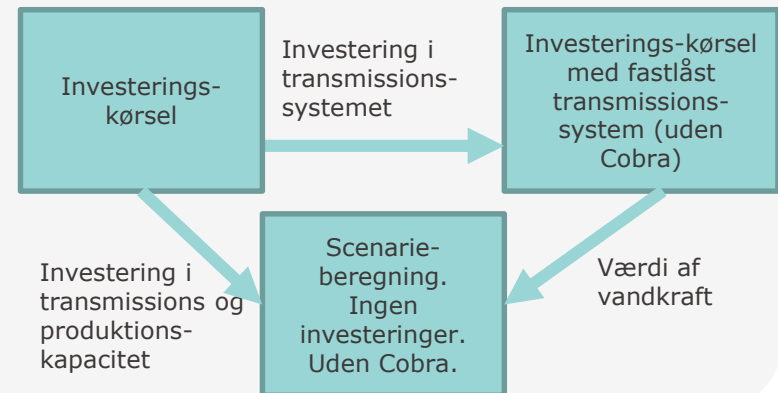 Investerings-
kørsel
Investering i
transmissions-
systemet
Investerings-kørsel
med fastlåst
transmissions-
system (uden
Cobra)
Investering i
transmissions og
produktions-
kapacitet
Scenarie-
beregning.
Ingen
investeringer.
Uden Cobra.
Værdi af
vandkraft